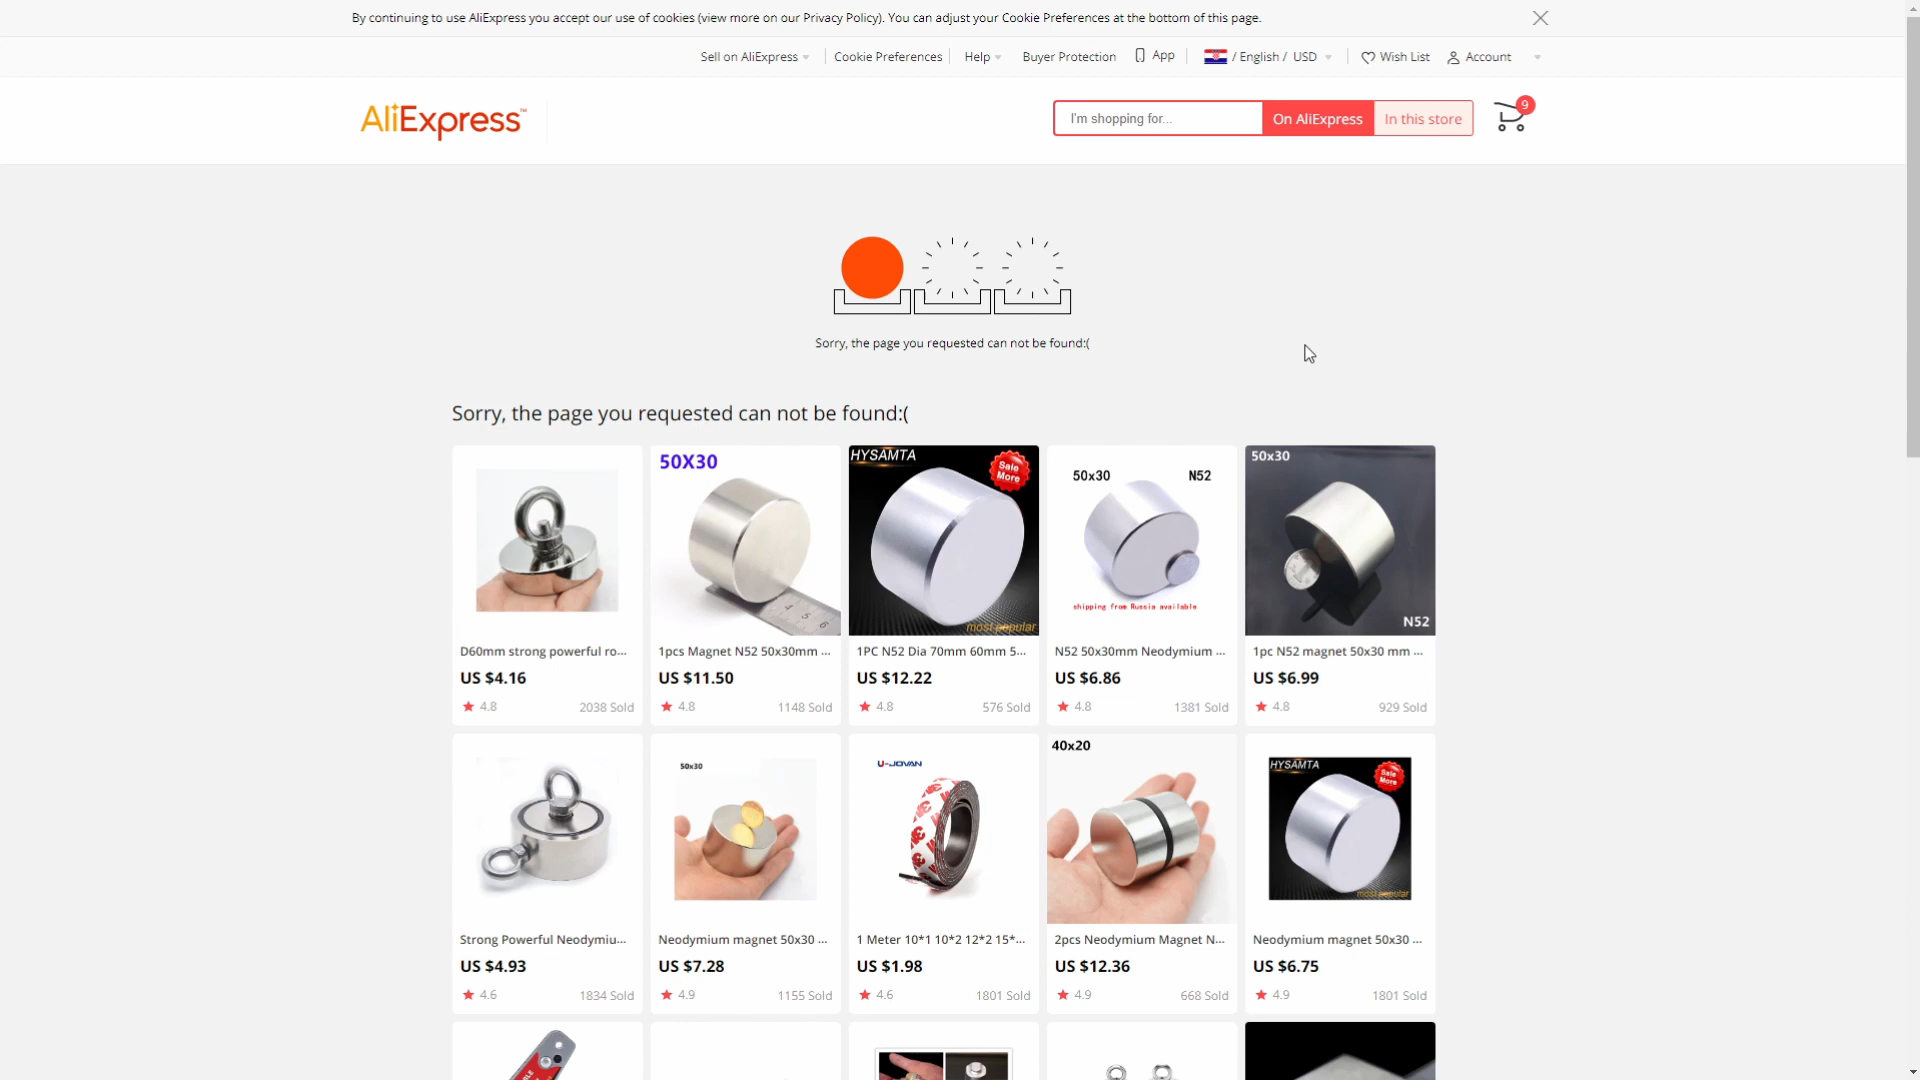 By continuing to use AliExpress you accept our use of cookies (view more on our Privacy Policy). You can adjust your Cookie Preferences at the bottom of this page.
Sell on AliExpress
Cookie Preferences
Help
Buyer Protection
App
/ English / USD
Wish List
Account
AliExpress™
I'm shopping for...
On AliExpress
In this store
9
Sorry, the page you requested can not be found:(
Sorry, the page you requested can not be found:(
50X30
4 5 6
HYSAMTA
Sale More
most popular
50x30 N52
shipping from Russia available
50x30
N52
D60mm strong powerful ro...
US $4.16
4.8 2038 Sold
1pcs Magnet N52 50x30mm ...
US $11.50
4.8 1148 Sold
1PC N52 Dia 70mm 60mm 5...
US $12.22
4.8 576 Sold
N52 50x30mm Neodymium ...
US $6.86
4.8 1381 Sold
1pc N52 magnet 50x30 mm ...
US $6.99
4.8 929 Sold
50x30
U-JOVAN
40x20
HYSAMTA
Sale More
most popular
Strong Powerful Neodymiu...
US $4.93
4.6 1834 Sold
Neodymium magnet 50x30 ...
US $7.28
4.9 1155 Sold
1 Meter 10*1 10*2 12*2 15*...
US $1.98
4.6 1801 Sold
2pcs Neodymium Magnet N...
US $12.36
4.9 668 Sold
Neodymium magnet 50x30 ...
US $6.75
4.9 1801 Sold